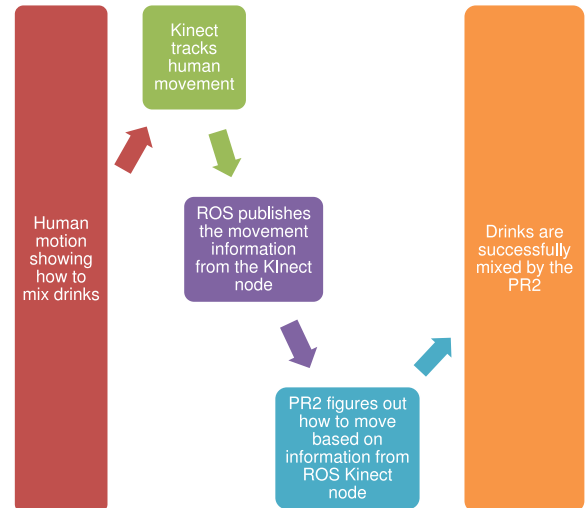 Human
motion
showing
how to
mix drinks
Kinect
tracks
human
movement
ROS publishes
the movement
information
from the KInect
node
PR2 figures out
how to move
based on
information from
ROS Kinect
node
Drinks are
successfully
mixed by the
PR2